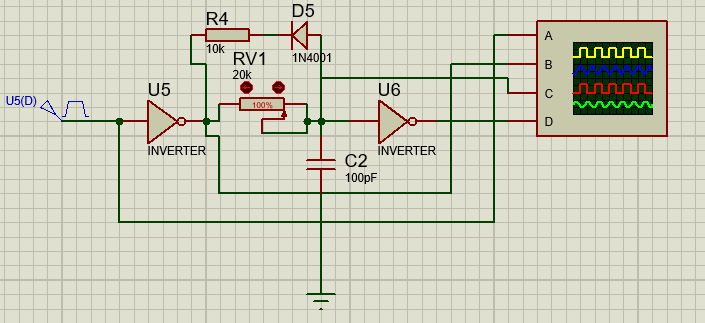 R4
10k
D5
1N4001
RV1
20k
100%
U5(D)
U5
INVERTER
U6
INVERTER
C2
100pF
A
B
C
D